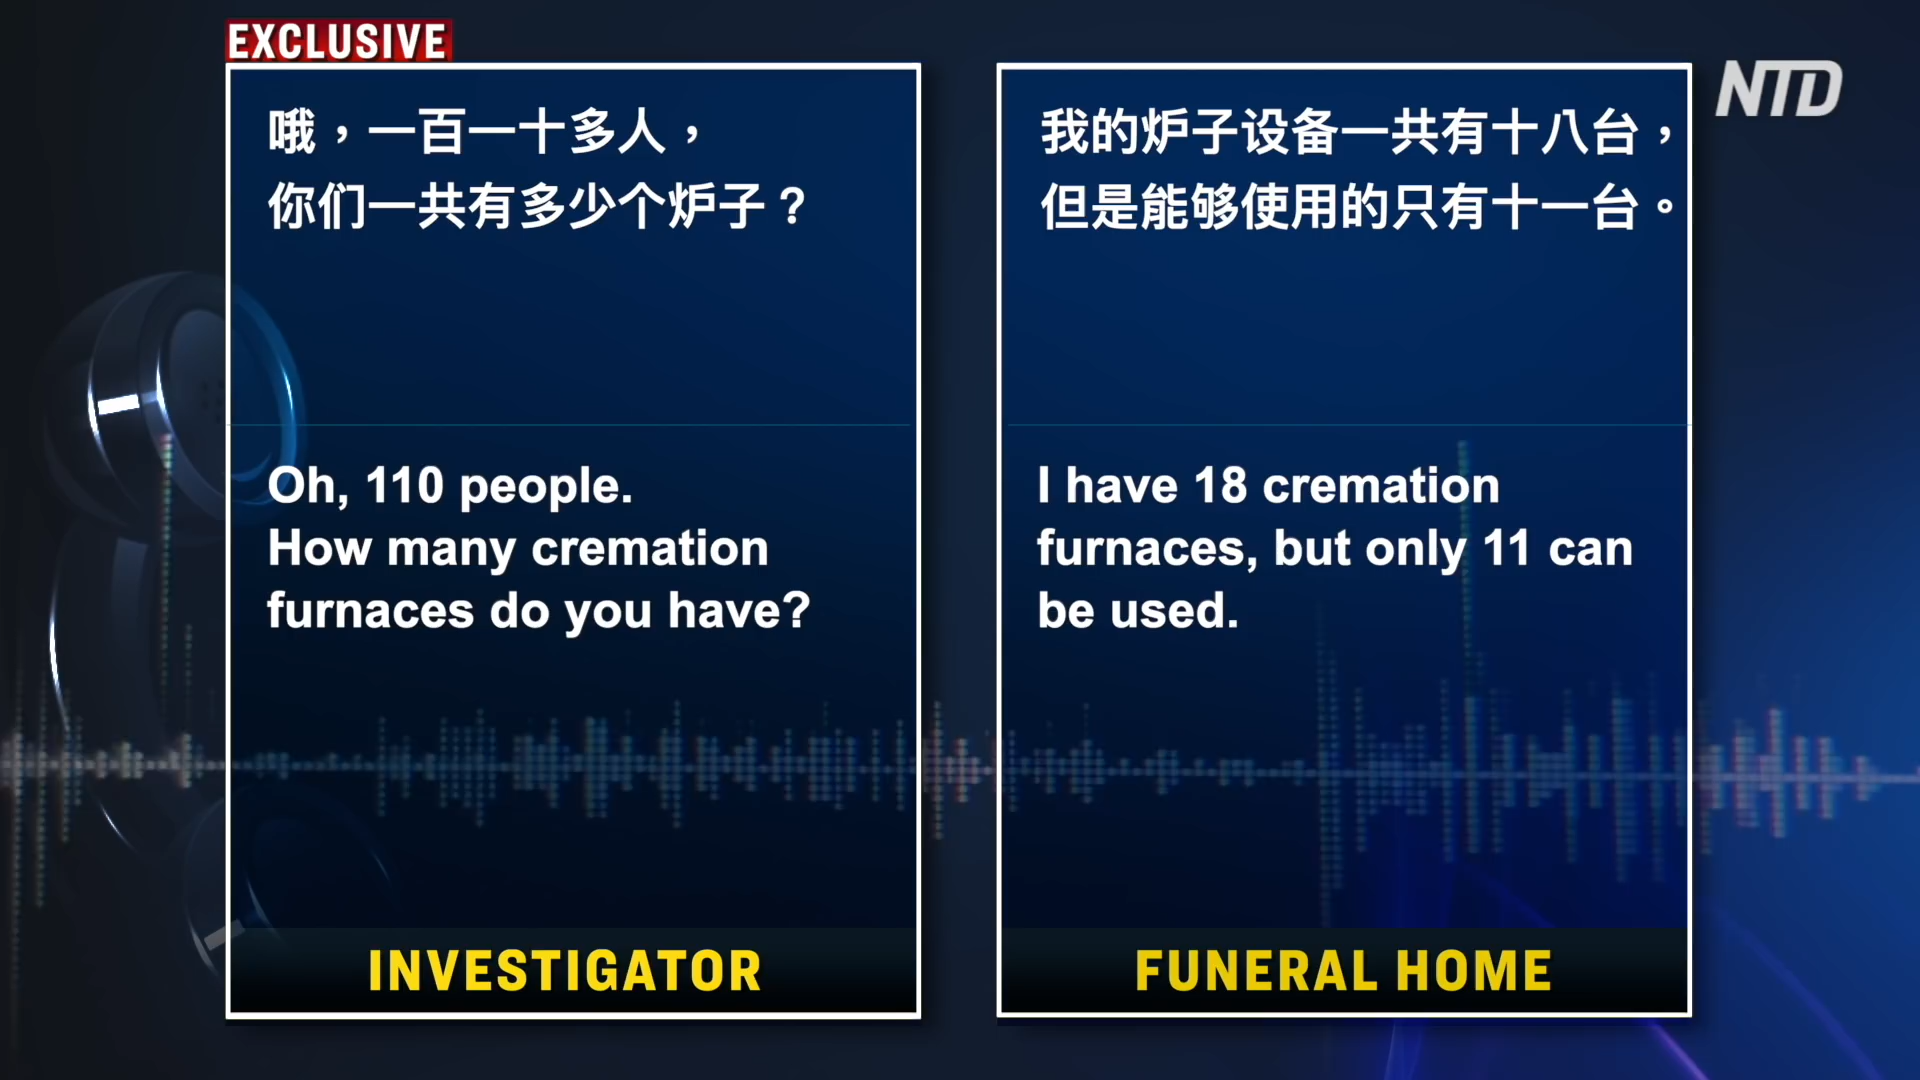 EXCLUSIVE
NTD
哦，一百一十多人，
你们一共有多少个炉子？
Oh, 110 people.
How many cremation
furnaces do you have?
INVESTIGATOR
我的炉子设备一共有十八台，
但是能够使用的只有十一台。
I have 18 cremation
furnaces, but only 11 can
be used.
FUNERAL HOME